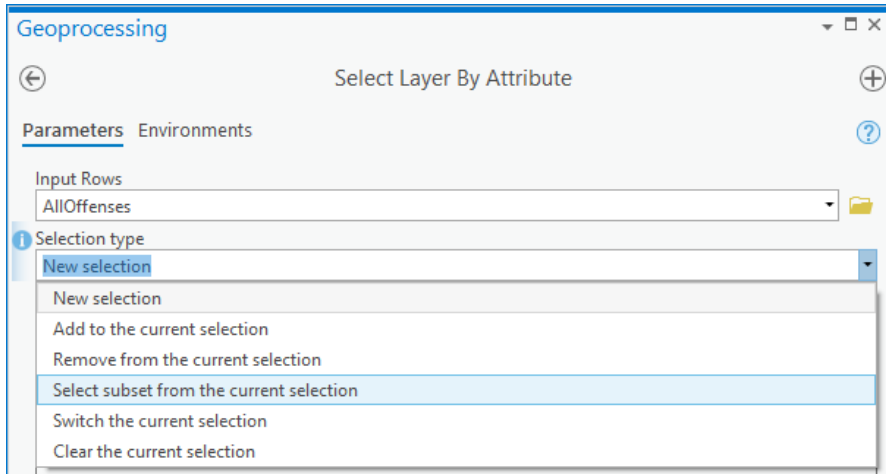 Geoprocessing
Select Layer By Attribute
Parameters Environments
Input Rows
AllOffenses
Selection type
New selection
New selection
Add to the current selection
Remove from the current selection
Select subset from the current selection
Switch the current selection
Clear the current selection